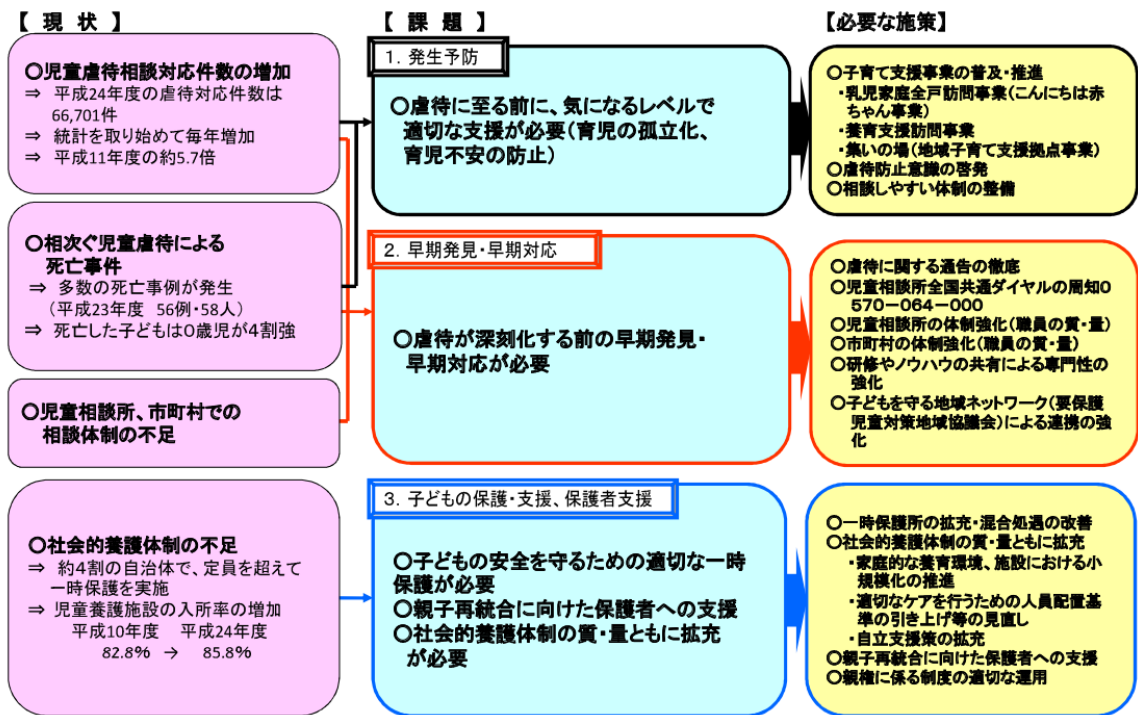 【 現 状 】
○児童虐待相談対応件数の増加
⇒ 平成24年度の虐待対応件数は
66,701件
⇒ 統計を取り始めて毎年増加
⇒ 平成11年度の約5.7倍
○相次ぐ児童虐待による
死亡事件
⇒ 多数の死亡事例が発生
(平成23年度 56例・58人)
⇒ 死亡した子どもは0歳児が4割強
○児童相談所、市町村での
相談体制の不足
○社会的養護体制の不足
⇒ 約4割の自治体で、定員を超えて
一時保護を実施
⇒ 児童養護施設の入所率の増加
平成10年度 平成24年度
82.8% → 85.8%
【 課 題 】
1. 発生予防
○虐待に至る前に、気になるレベルで
適切な支援が必要(育児の孤立化、
育児不安の防止)
2. 早期発見・早期対応
○虐待が深刻化する前の早期発見・
早期対応が必要
3. 子どもの保護・支援、保護者支援
○子どもの安全を守るための適切な一時
保護が必要
○親子再統合に向けた保護者への支援
○社会的養護体制の質・量ともに拡充
が必要
【必要な施策】
○子育て支援事業の普及・推進
・乳児家庭全戸訪問事業(こんにちは赤
ちゃん事業)
・養育支援訪問事業
・集いの場(地域子育て支援拠点事業)
○虐待防止意識の啓発
○相談しやすい体制の整備
○虐待に関する通告の徹底
○児童相談所全国共通ダイヤルの周知0
570-064-000
○児童相談所の体制強化(職員の質・量)
○市町村の体制強化(職員の質・量)
○研修やノウハウの共有による専門性の
強化
○子どもを守る地域ネットワーク(要保護
児童対策地域協議会)による連携の強
化
○一時保護所の拡充・混合処遇の改善
○社会的養護体制の質・量ともに拡充
・家庭的な養育環境、施設における小
規模化の推進
・適切なケアを行うための人員配置基
準の引き上げ等の見直し
・自立支援策の拡充
○親子再統合に向けた保護者への支援
○親権に係る制度の適切な運用